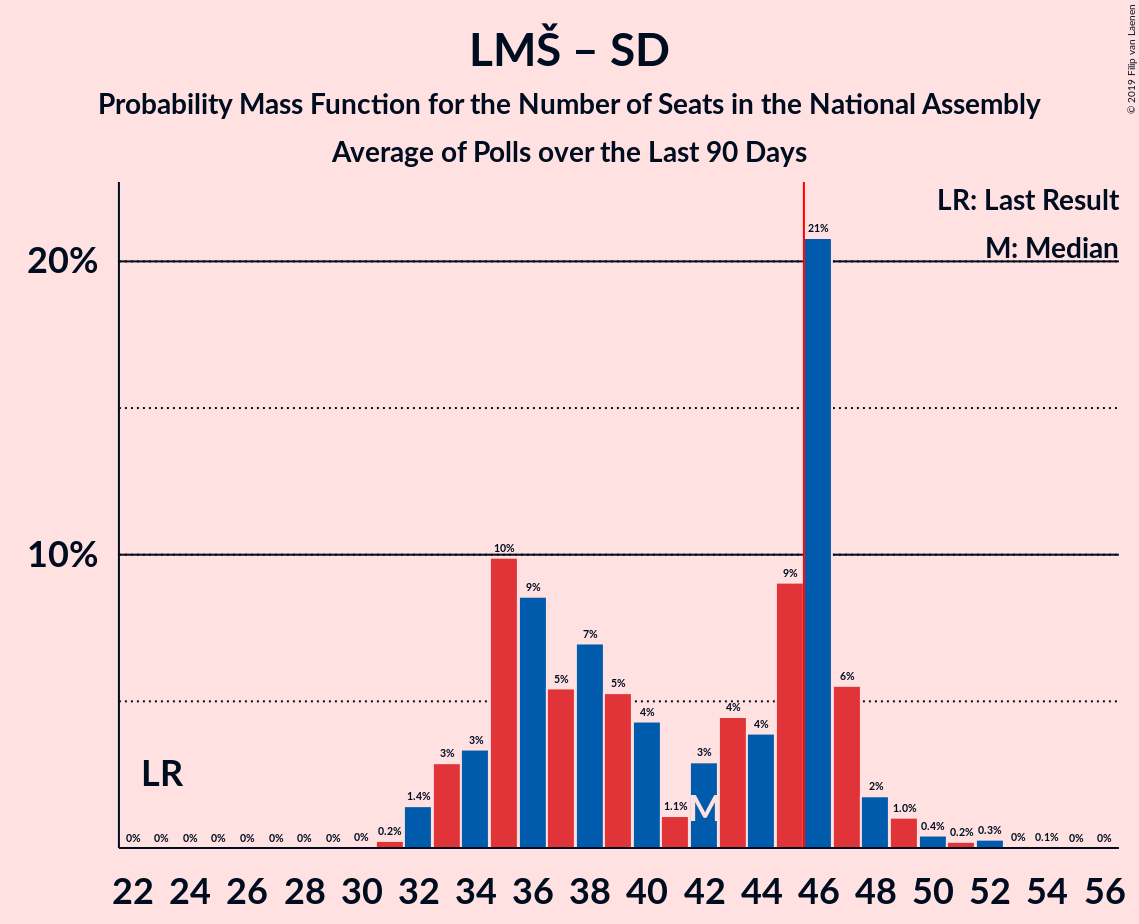 LMŠ – SD
Probability Mass Function for the Number of Seats in the National Assembly
Average of Polls over the Last 90 Days
© 2019 Filip van Laenen
LR: Last Result
M: Median
20%
10%
0% 0% 0% 0% 0% 0% 0% 0% 0% 0.2% 1.4% 3% 3% 10% 9% 5% 7% 5% 4% 1.1% 3% 4% 4% 9% 21% 6% 2% 1.0% 0.4% 0.2% 0.3% 0% 0.1% 0% 0%
LR
M
22 24 26 28 30 32 34 36 38 40 42 44 46 48 50 52 54 56